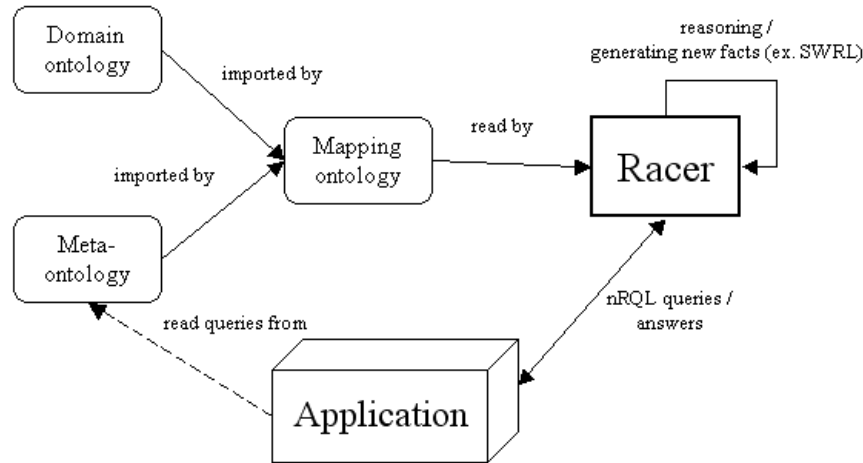 Domain
ontology
imported by
reasoning /
generating new facts (ex. SWRL)
Mapping
ontology
read by
Racer
imported by
Meta-
ontology
read queries from
nRQL queries /
answers
Application